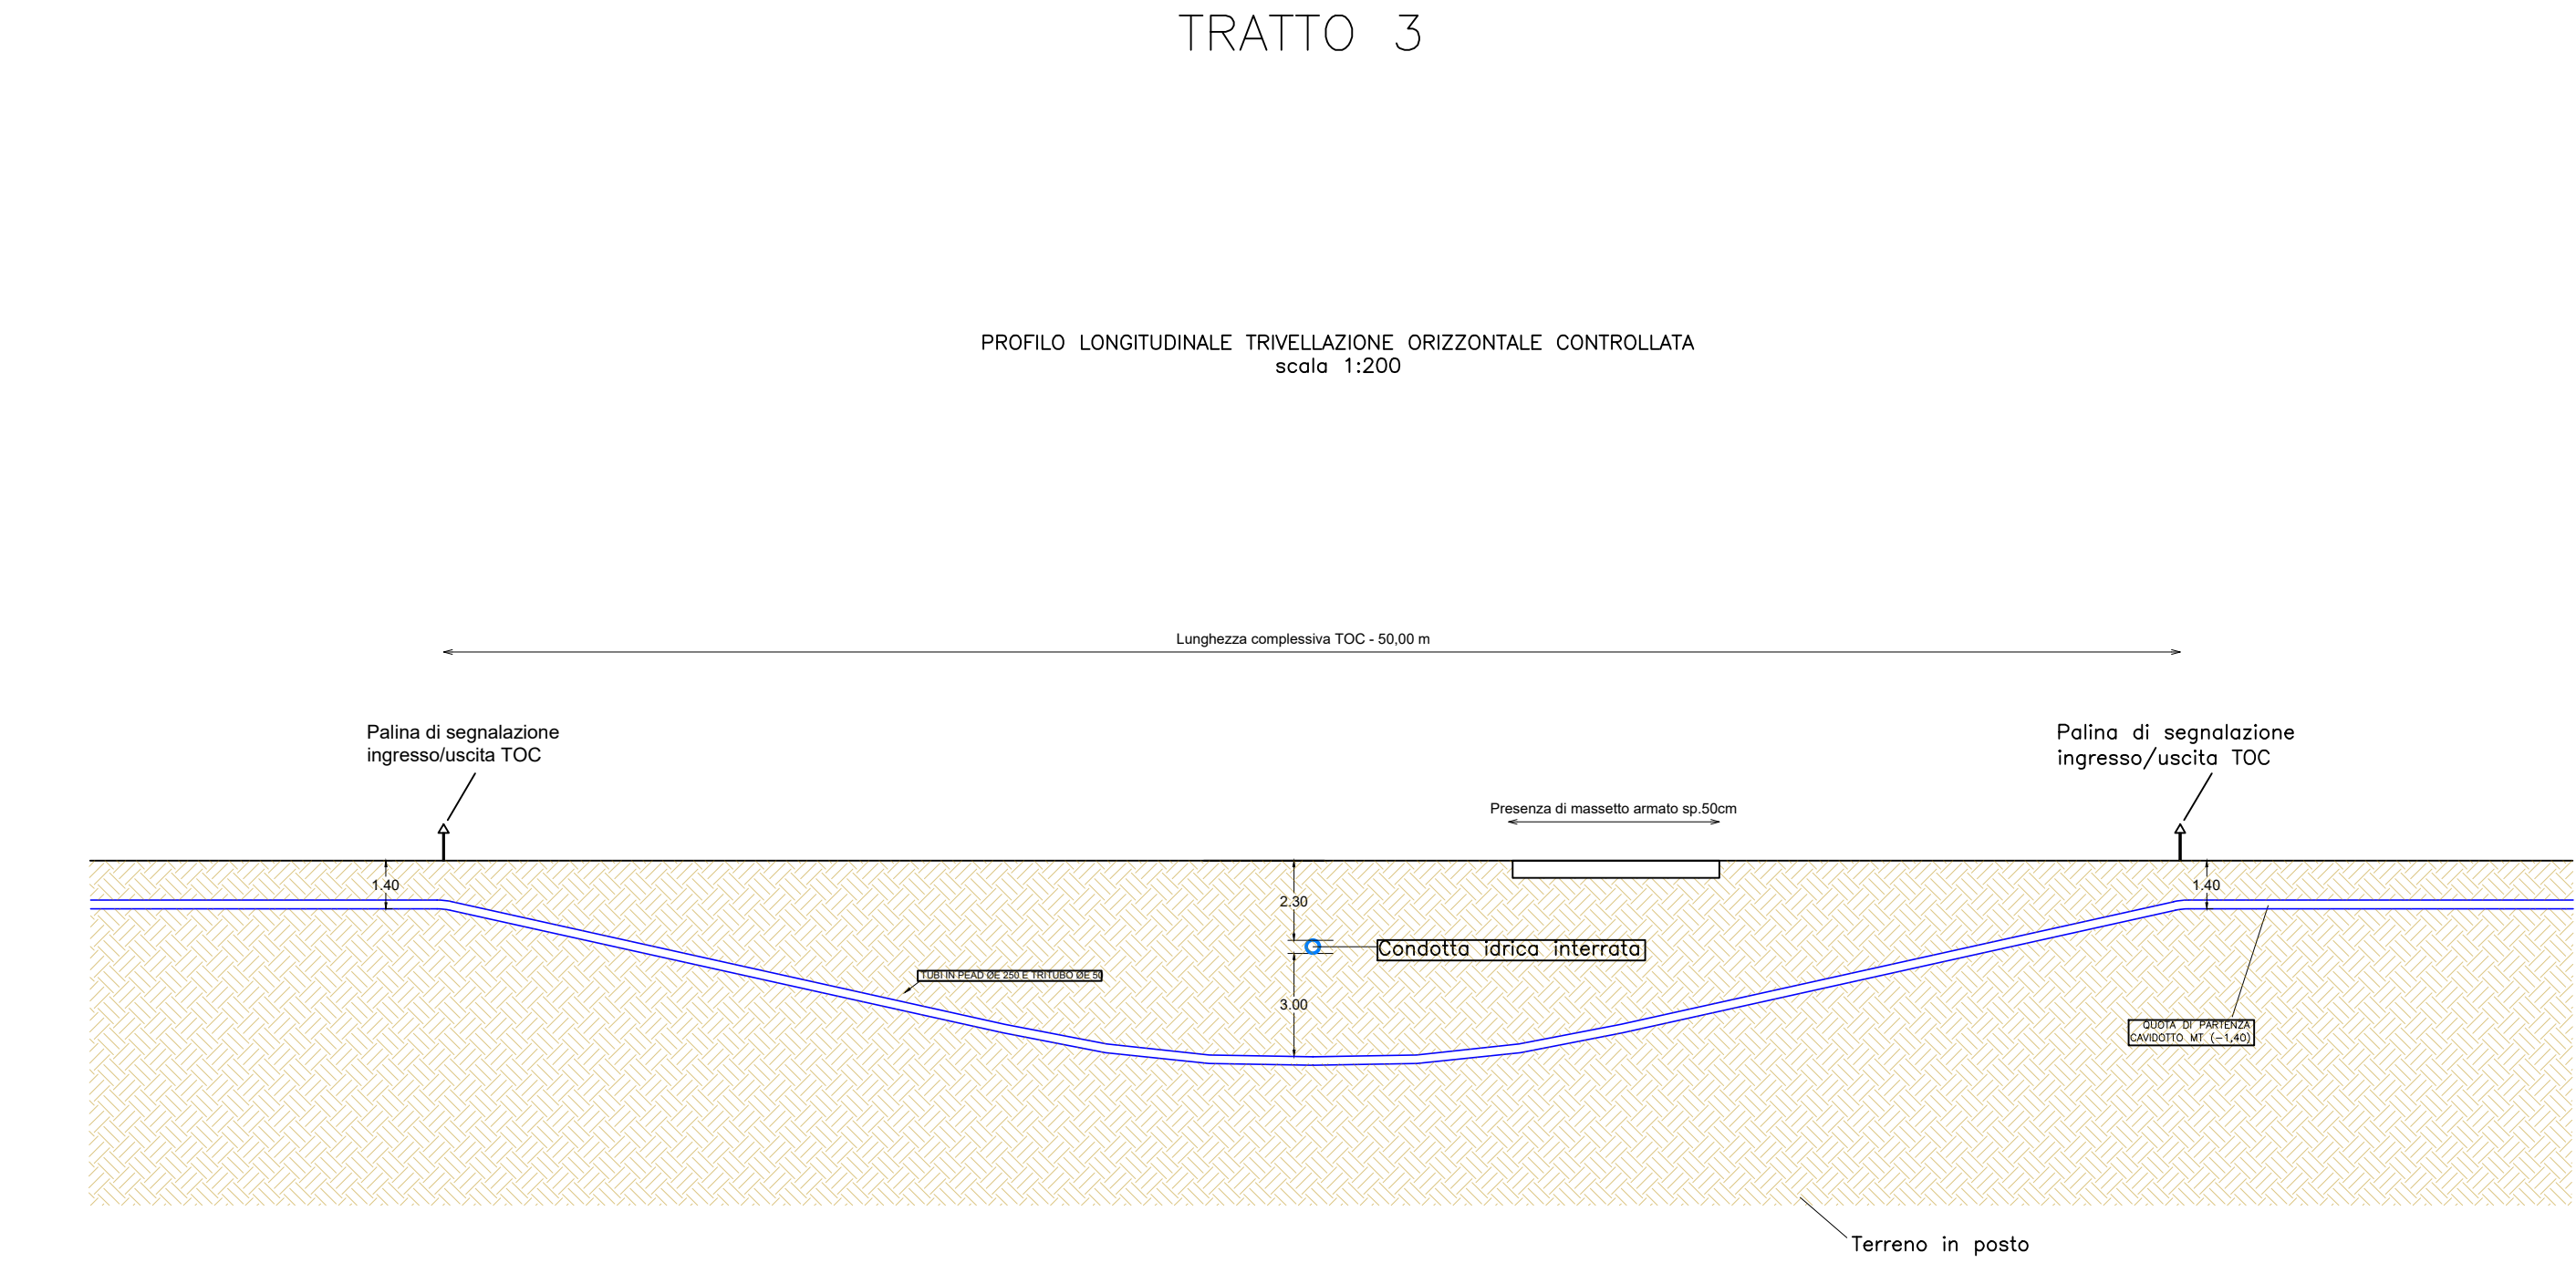 TRATTO 3
PROFILO LONGITUDINALE TRIVELLAZIONE ORIZZONTALE CONTROLLATA
scala 1:200
Lunghezza complessiva TOC - 50,00 m
Palina di segnalazione
ingresso/uscita TOC
Palina di segnalazione
ingresso/uscita TOC
Presenza di massetto armato sp.50cm
1.40
2.30
1.40
Condotta idrica interrata
TUBI IN PEAD ØE 250 E TRITUBO ØE 50
3.00
QUOTA DI PARTENZA
CAVIDOTTO MT (-1,40)
Terreno in posto